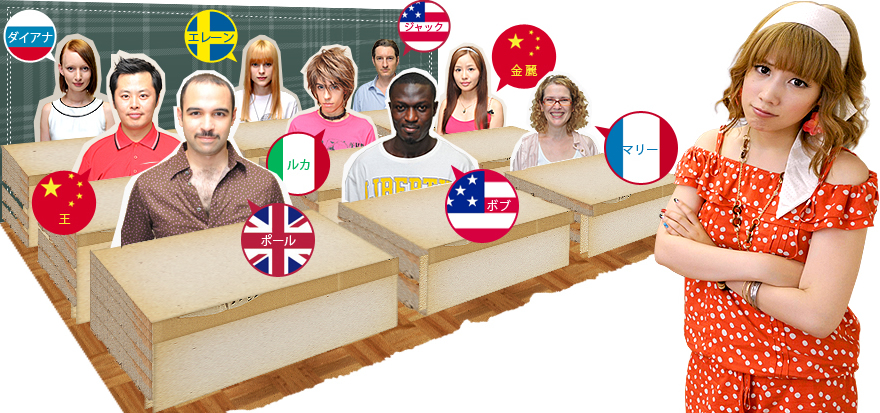 ダイアナ
エレーン
ジャック
金麗
王
ルカ
LIBERT
ボブ
マリー
ポール